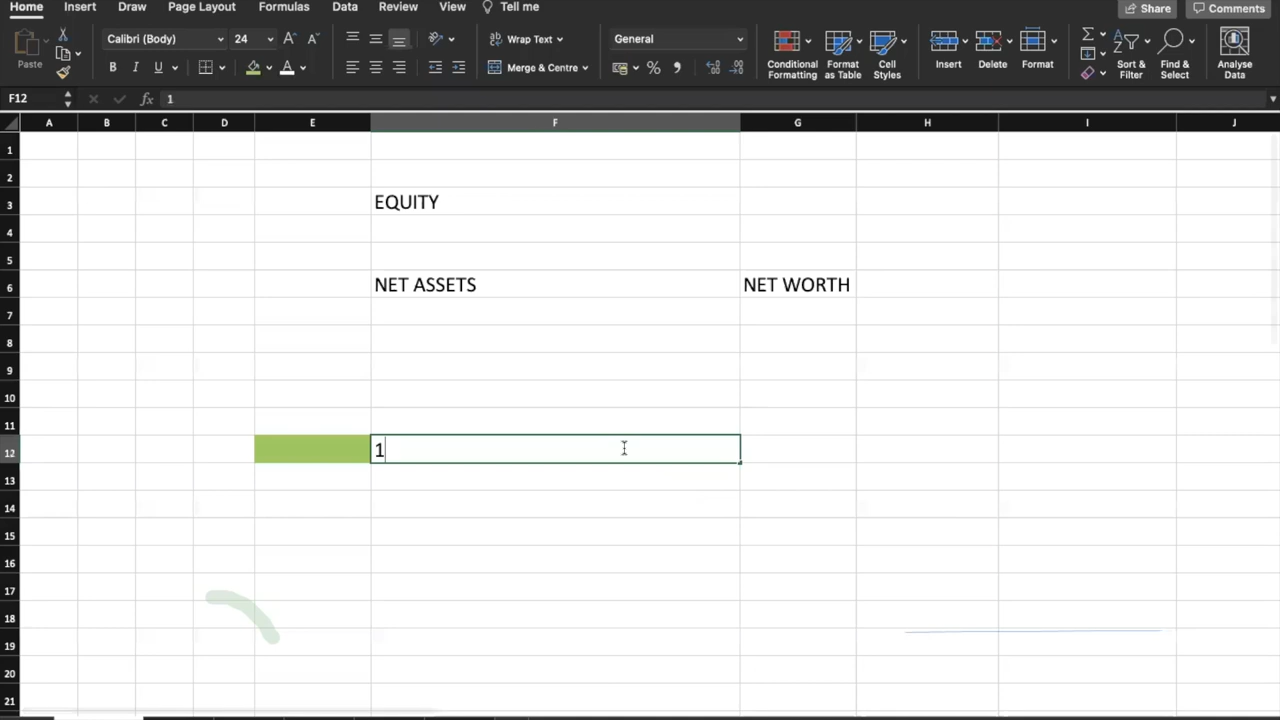 Home Insert Draw Page Layout Formulas Data Review View Tell me Share Comments
Paste Calibri (Body) 24 A A Wrap Text General
B I U A Merge & Centre % Conditional Formatting Format as Table Cell Styles Insert Delete Format Sort & Filter Find & Select Analyse Data
F12 fx 1
A B C D E F G H I J
1
2
3 EQUITY
4
5
6 NET ASSETS NET WORTH
7
8
9
10
11
12 1
13
14
15
16
17
18
19
20
21